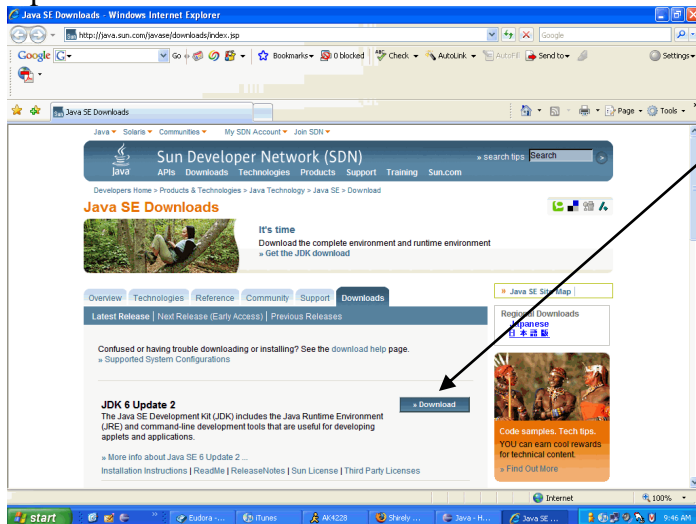 Java SE Downloads - Windows Internet Explorer
http://java.sun.com/javase/downloads/index.jsp
Google
Google G Go Bookmarks 0 blocked Check AutoLink AutoFill Send to Settings
Java SE Downloads
Page Tools
Java Solaris Communities My SDN Account Join SDN
Sun Developer Network (SDN)
» search tips Search
Java
APIs Downloads Technologies Products Support Training Sun.com
Developers Home > Products & Technologies > Java Technology > Java SE > Download
Java SE Downloads
It's time
Download the complete environment and runtime environment
» Get the JDK download
Overview Technologies Reference Community Support Downloads
» Java SE Site Map
Latest Release | Next Release (Early Access) | Previous Releases
Regional Downloads
Japanese
日本語版
Confused or having trouble downloading or installing? See the download help page.
» Supported System Configurations
JDK 6 Update 2
» Download
The Java SE Development Kit (JDK) includes the Java Runtime Environment
(JRE) and command-line development tools that are useful for developing
applets and applications.
» More info about Java SE 6 Update 2 ...
Installation Instructions | ReadMe | ReleaseNotes | Sun License | Third Party Licenses
Code samples. Tech tips.
YOU can earn cool rewards
for technical content.
» Find Out More
Internet
100%
start
Eudora -...
iTunes
AK4228
Shirely ...
Java - H...
Java SE ...
9:46 AM